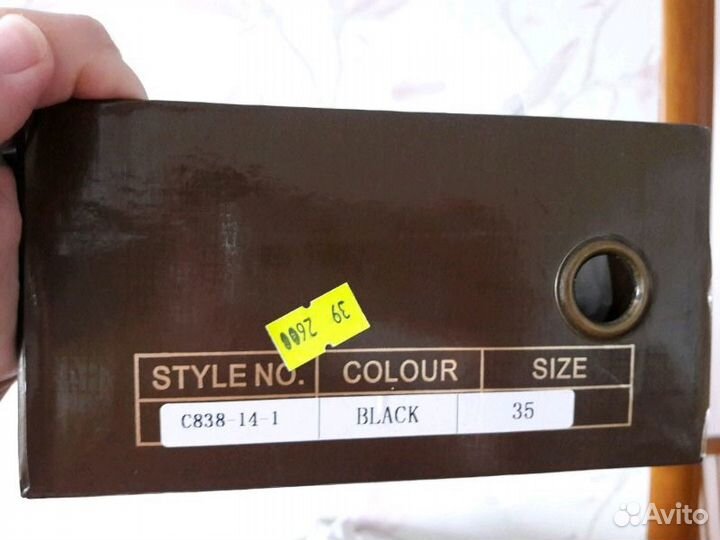 39 2600
STYLE NO. COLOUR SIZE
C838-14-1 BLACK 35
Avito